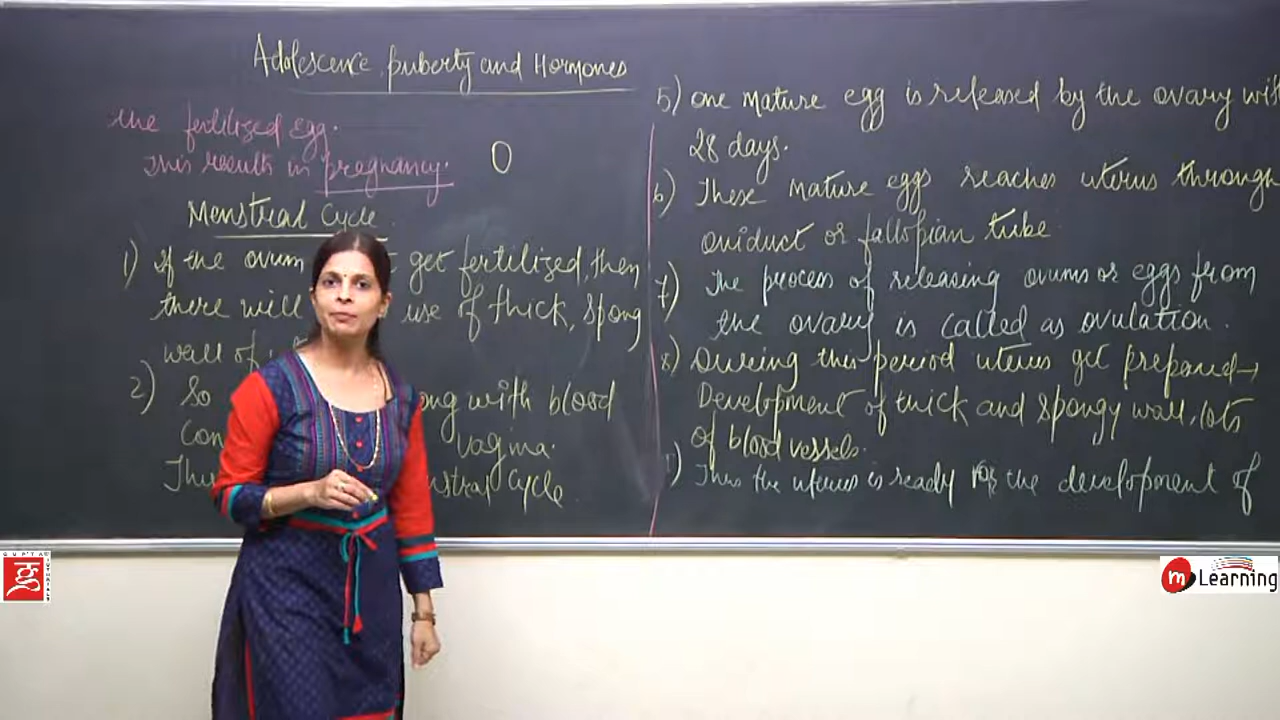 Adolescence, puberty and Hormones
the fertilized egg.
This results in pregnancy.
O
Menstral Cycle
1) If the ovum get fertilized, then
there will use of thick, spong
wall of
2) So ong with blood
Con vagina.
Thu nstral Cycle
5) One mature egg is released by the ovary
28 days.
6) These mature eggs reaches uterus through
oviduct or fallopian tube
7) The process of releasing ovums or eggs from
the ovary is called as ovulation.
8) During this period uterus get prepared →
Development of thick and spongy wall, lots
of blood vessels.
) Thus the uterus is ready for the development of
GUPTA
m Learning